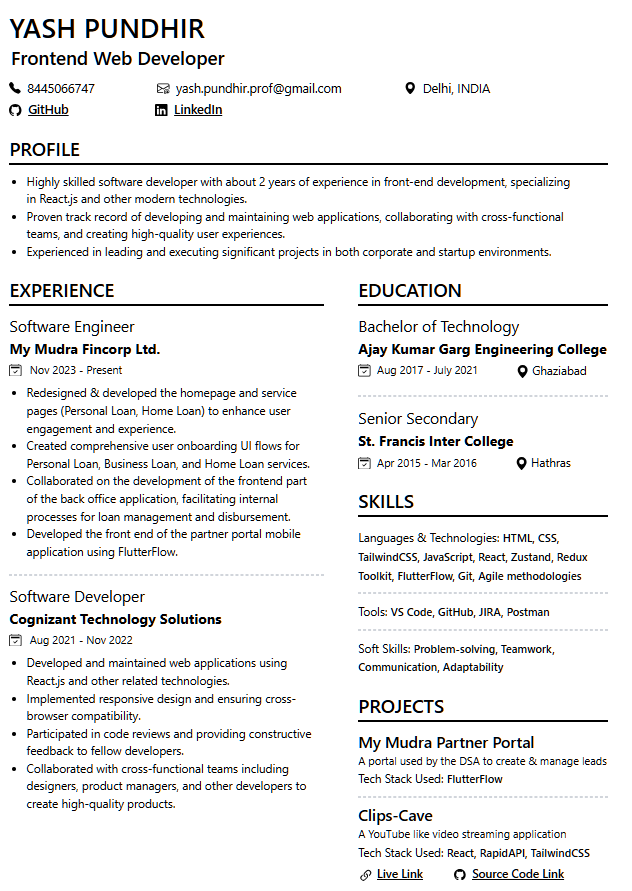 YASH PUNDHIR
Frontend Web Developer
8445066747
yash.pundhir.prof@gmail.com
Delhi, INDIA
GitHub
LinkedIn
PROFILE
• Highly skilled software developer with about 2 years of experience in front-end development, specializing
in React.js and other modern technologies.
• Proven track record of developing and maintaining web applications, collaborating with cross-functional
teams, and creating high-quality user experiences.
• Experienced in leading and executing significant projects in both corporate and startup environments.
EXPERIENCE
Software Engineer
My Mudra Fincorp Ltd.
Nov 2023 - Present
• Redesigned & developed the homepage and service
pages (Personal Loan, Home Loan) to enhance user
engagement and experience.
• Created comprehensive user onboarding UI flows for
Personal Loan, Business Loan, and Home Loan services.
• Collaborated on the development of the frontend part
of the back office application, facilitating internal
processes for loan management and disbursement.
• Developed the front end of the partner portal mobile
application using FlutterFlow.
Software Developer
Cognizant Technology Solutions
Aug 2021 - Nov 2022
• Developed and maintained web applications using
React.js and other related technologies.
• Implemented responsive design and ensuring cross-
browser compatibility.
• Participated in code reviews and providing constructive
feedback to fellow developers.
• Collaborated with cross-functional teams including
designers, product managers, and other developers to
create high-quality products.
EDUCATION
Bachelor of Technology
Ajay Kumar Garg Engineering College
Aug 2017 - July 2021
Ghaziabad
Senior Secondary
St. Francis Inter College
Apr 2015 - Mar 2016
Hathras
SKILLS
Languages & Technologies: HTML, CSS,
TailwindCSS, JavaScript, React, Zustand, Redux
Toolkit, FlutterFlow, Git, Agile methodologies
Tools: VS Code, GitHub, JIRA, Postman
Soft Skills: Problem-solving, Teamwork,
Communication, Adaptability
PROJECTS
My Mudra Partner Portal
A portal used by the DSA to create & manage leads
Tech Stack Used: FlutterFlow
Clips-Cave
A YouTube like video streaming application
Tech Stack Used: React, RapidAPI, TailwindCSS
Live Link
Source Code Link